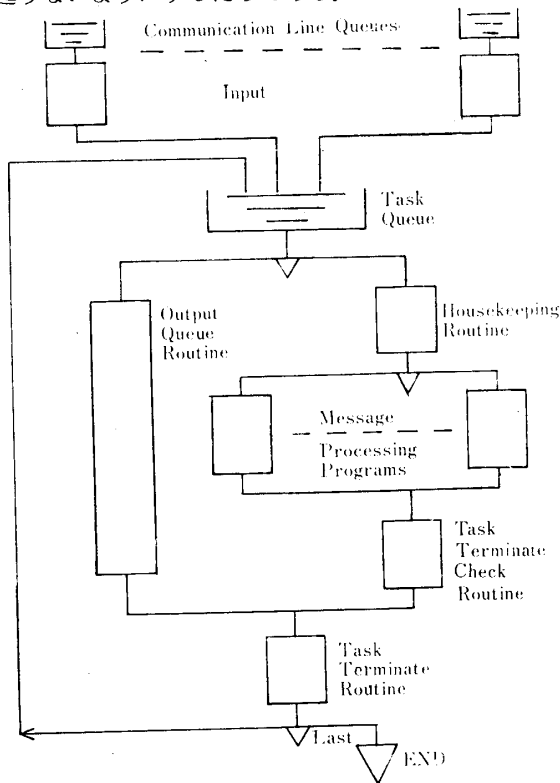 Communication Line Queues
Input
Task
Queue
Output
Queue
Routine
Housekeeping
Routine
Message
Processing
Programs
Task
Terminate
Check
Routine
Task
Terminate
Routine
Last
END